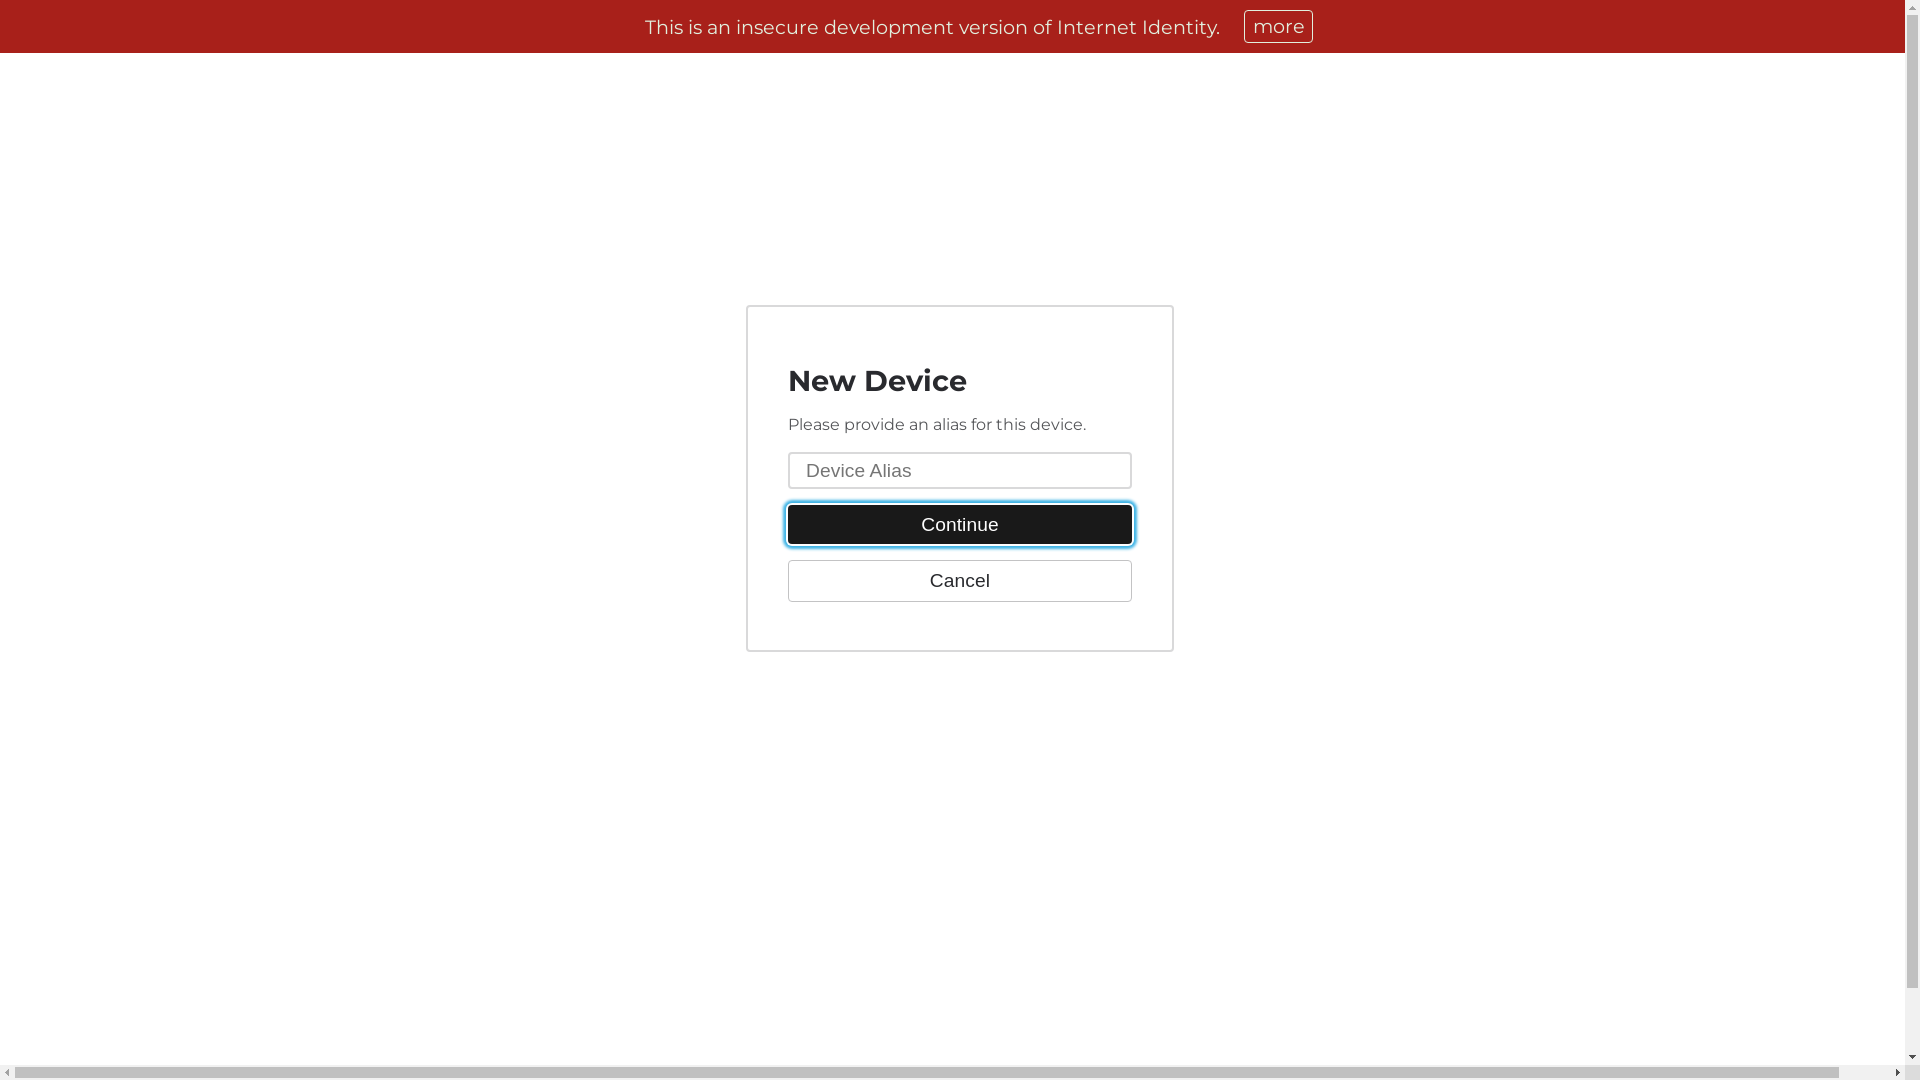 This is an insecure development version of Internet Identity. more
New Device
Please provide an alias for this device.
Device Alias
Continue
Cancel